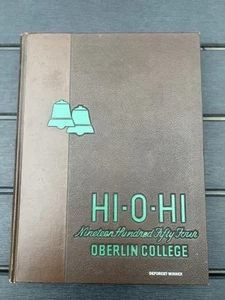 HI-O-HI
Nineteen Hundred Fifty Four
OBERLIN COLLEGE